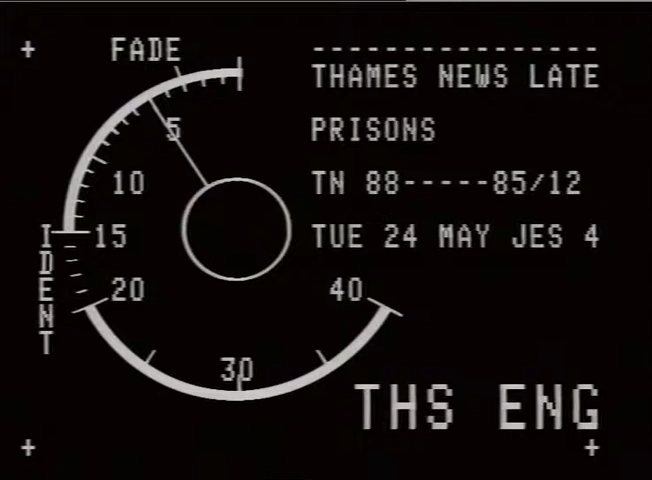 FADE
----------------
THAMES NEWS LATE
PRISONS
TN 88-----85/12
TUE 24 MAY JES 4
5
10
15
20
30
40
IDENT
THS ENG